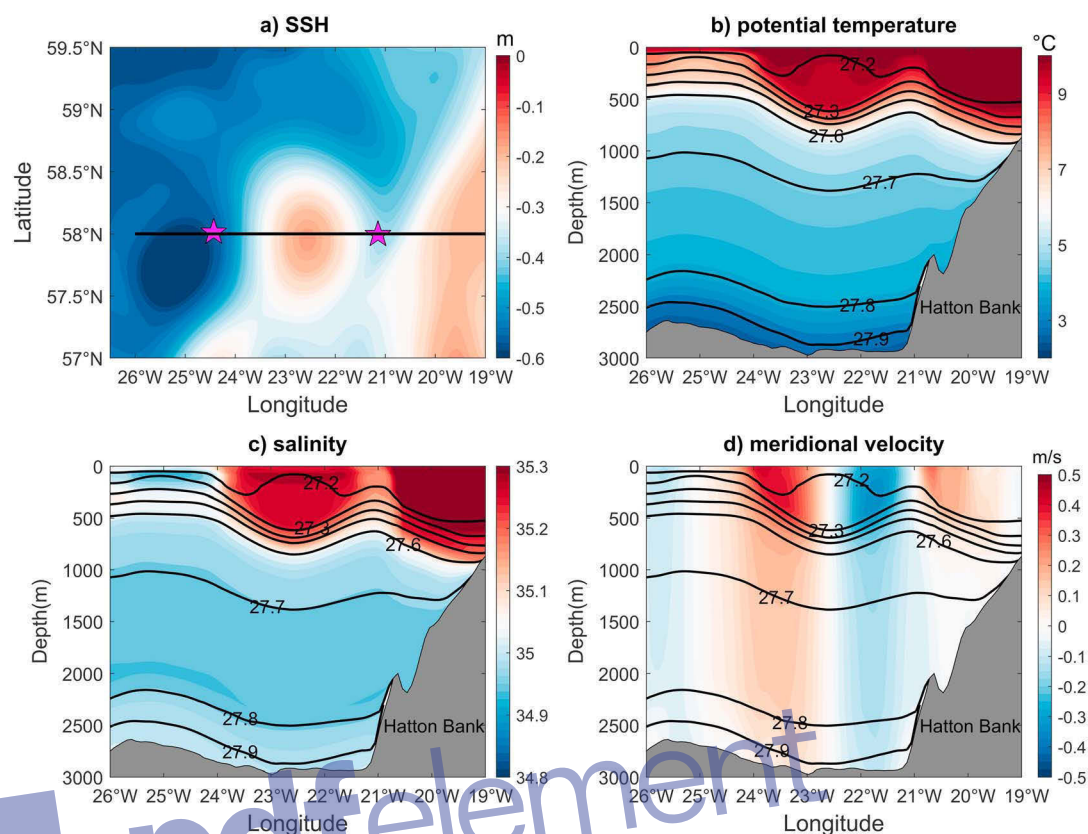 a) SSH
m
59.5°N
59°N
58.5°N
58°N
57.5°N
57°N
Latitude
0
-0.1
-0.2
-0.3
-0.4
-0.5
-0.6
26°W 25°W 24°W 23°W 22°W 21°W 20°W 19°W
Longitude
b) potential temperature
°C
0
500
1000
1500
2000
2500
3000
Depth(m)
27.2
27.3
27.6
27.7
27.8
27.9
Hatton Bank
9
7
5
3
26°W 25°W 24°W 23°W 22°W 21°W 20°W 19°W
Longitude
c) salinity
0
500
1000
1500
2000
2500
3000
Depth(m)
27.2
27.3
27.6
27.7
27.8
27.9
Hatton Bank
35.3
35.2
35.1
35
34.9
34.8
26°W 25°W 24°W 23°W 22°W 21°W 20°W 19°W
Longitude
d) meridional velocity
m/s
0
500
1000
1500
2000
2500
3000
Depth(m)
27.2
27.3
27.6
27.7
27.8
27.9
Hatton Bank
0.5
0.4
0.3
0.2
0.1
0
-0.1
-0.2
-0.3
-0.4
-0.5
26°W 25°W 24°W 23°W 22°W 21°W 20°W 19°W
Longitude
pdfelement